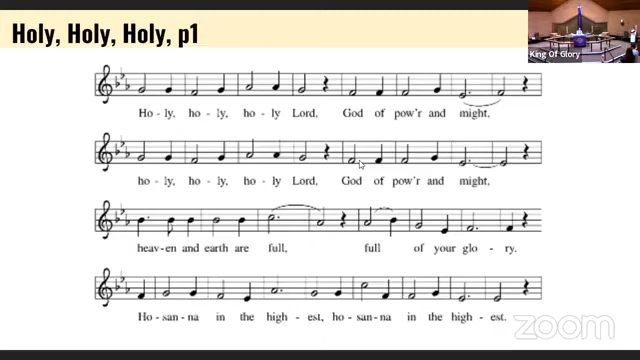 Holy, Holy, Holy, p1
King Of Glory
Ho - ly, ho - ly, ho - ly Lord, God of pow'r and might,
ho - ly, ho - ly, ho - ly Lord, God of pow'r and might,
heav - en and earth are full, full of your glo - ry.
Ho - san - na in the high - est, ho - san - na in the high - est.
zoom